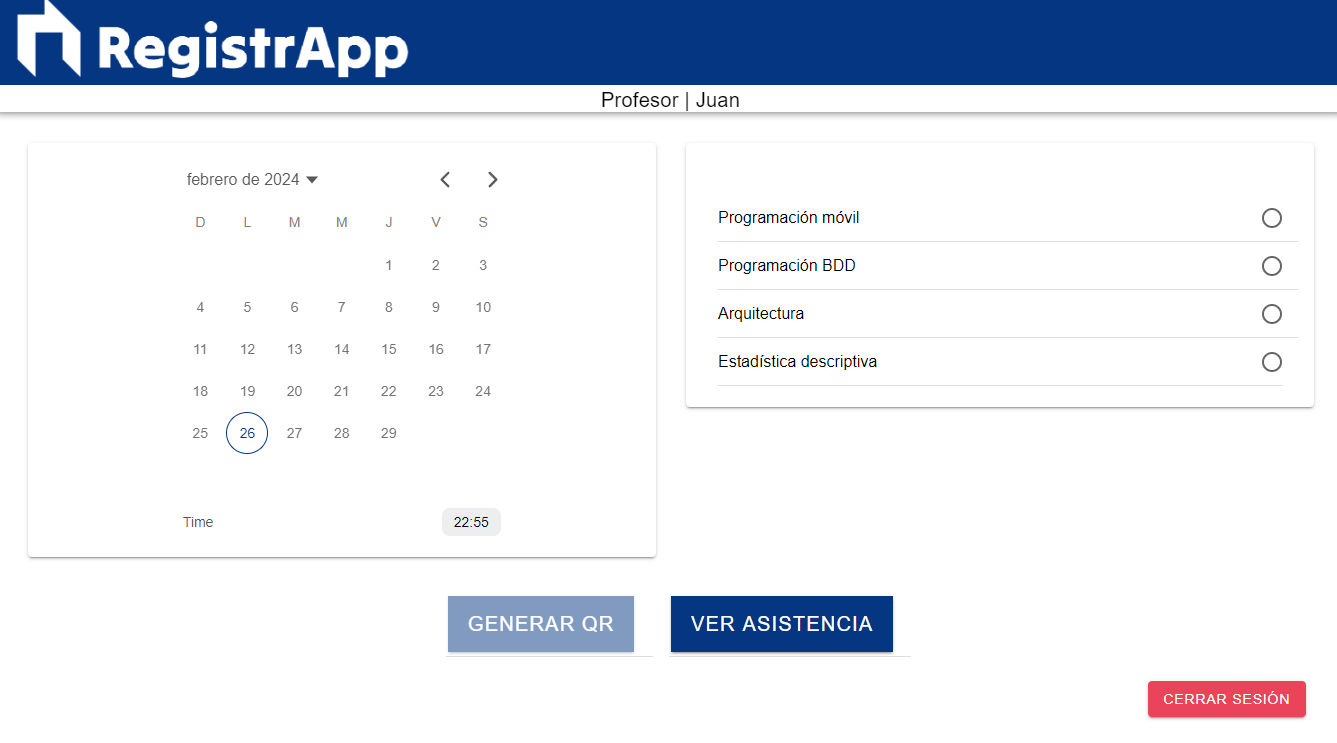 RegistrApp
Profesor | Juan
febrero de 2024
D L M M J V S
1 2 3
4 5 6 7 8 9 10
11 12 13 14 15 16 17
18 19 20 21 22 23 24
25 26 27 28 29
Time 22:55
Programación móvil
Programación BDD
Arquitectura
Estadística descriptiva
GENERAR QR VER ASISTENCIA
CERRAR SESIÓN